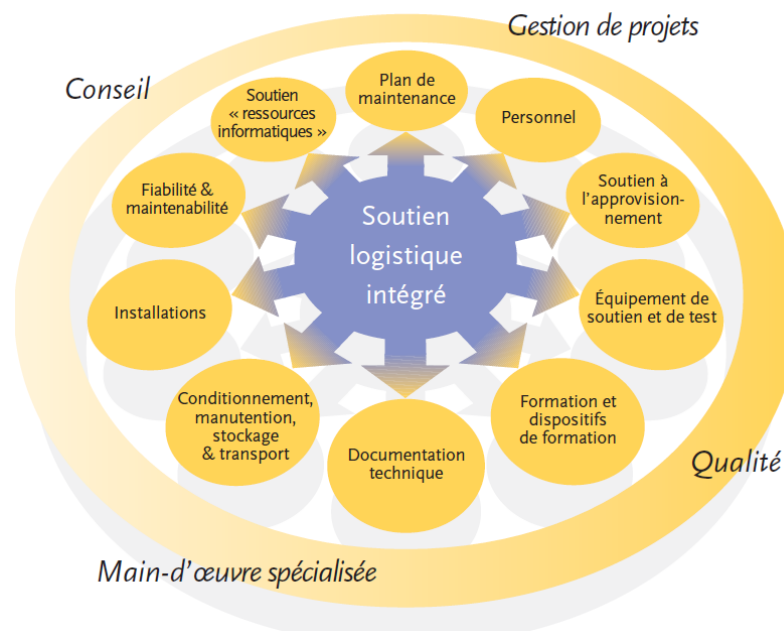 Gestion de projets
Conseil
Plan de
maintenance
Soutien
« ressources
informatiques »
Personnel
Fiabilité &
maintenabilité
Soutien à
l'approvision-
nement
Soutien
logistique
intégré
Installations
Équipement de
soutien et de test
Conditionnement,
manutention,
stockage
& transport
Formation et
dispositifs
de formation
Documentation
technique
Qualité
Main-d'œuvre spécialisée